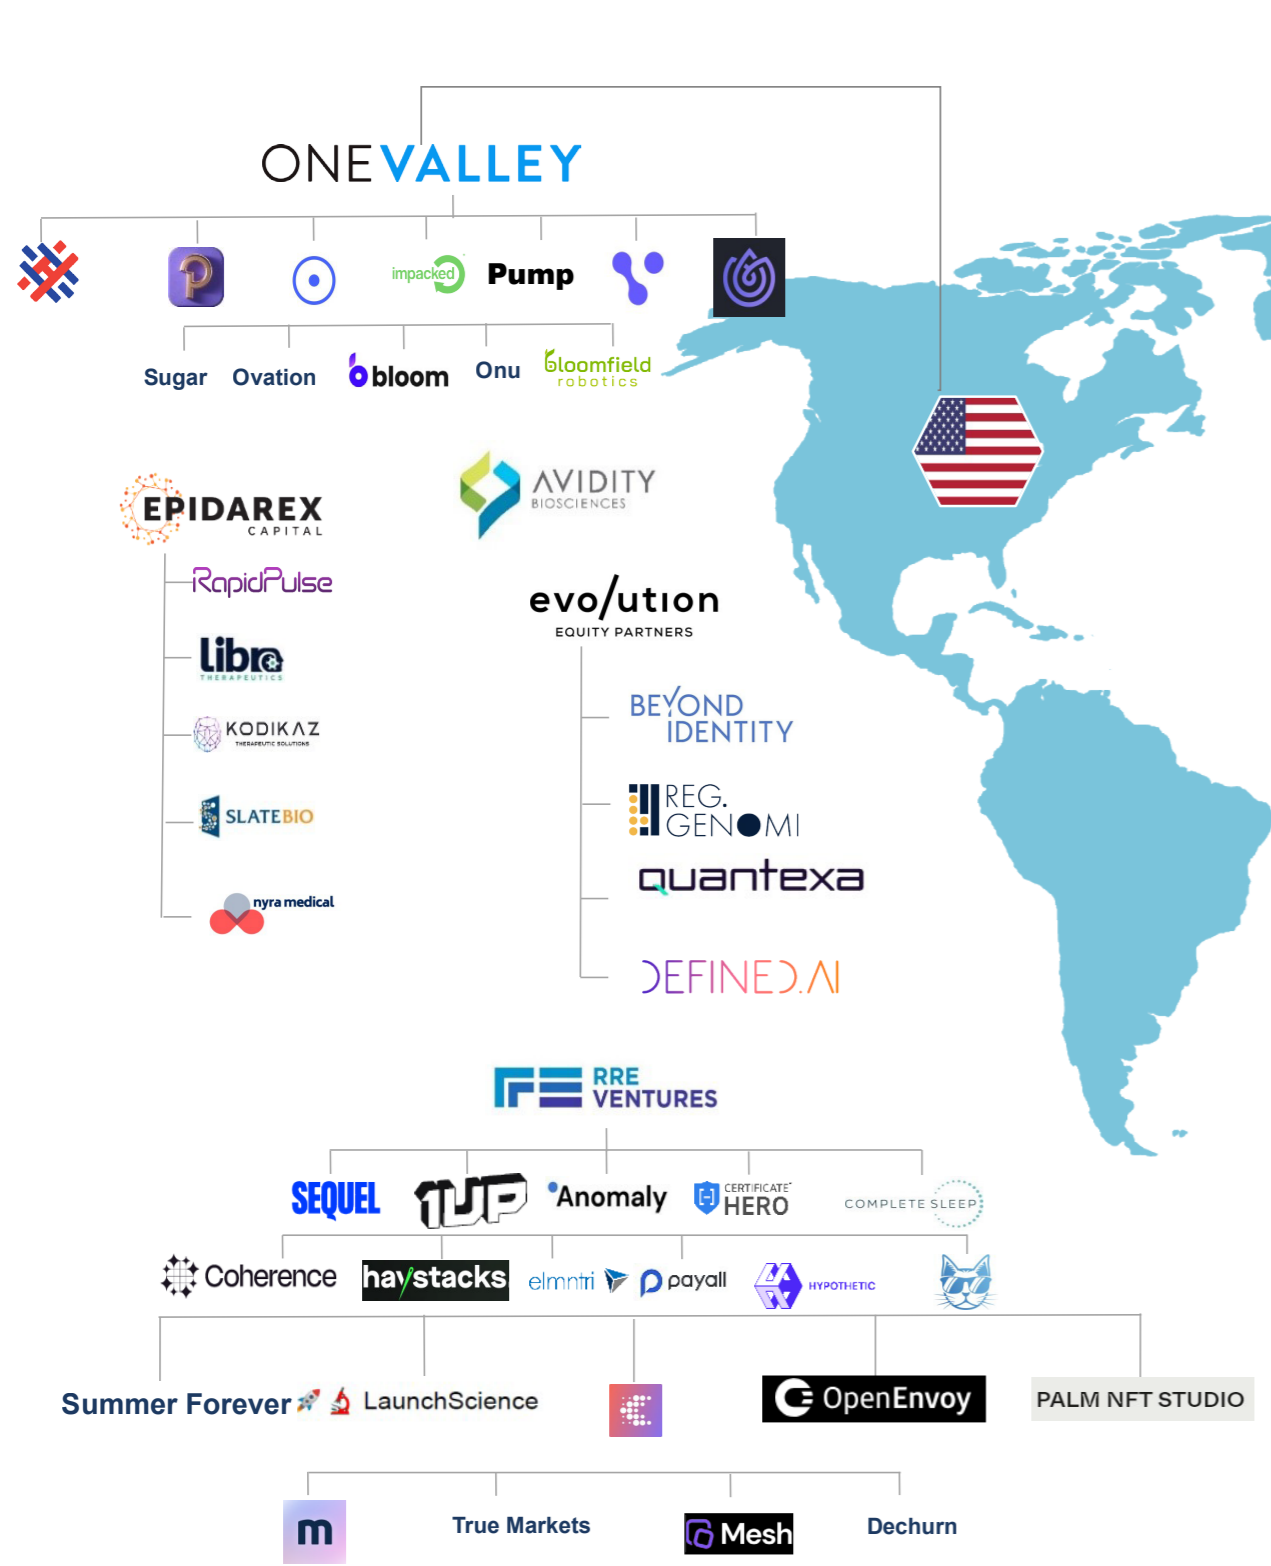 ONEVALLEY
impacked
Pump
Sugar
Ovation
bloom
Onu
bloomfield
robotics
EPIDAREX
CAPITAL
AVIDITY
BIOSCIENCES
RapidPulse
evolution
EQUITY PARTNERS
libra
THERAPEUTICS
BEYOND
IDENTITY
KODIKAZ
THERAPEUTIC SOLUTIONS
REG.
GENOMI
SLATEBIO
quantexa
nyra medical
DEFINED.AI
RRE
VENTURES
SEQUEL
1UP
Anomaly
CERTIFICATE
HERO
COMPLETE SLEEP
Coherence
haystacks
elmntri
payall
HYPOTHETIC
Summer Forever
LaunchScience
OpenEnvoy
PALM NFT STUDIO
m
True Markets
Mesh
Dechurn